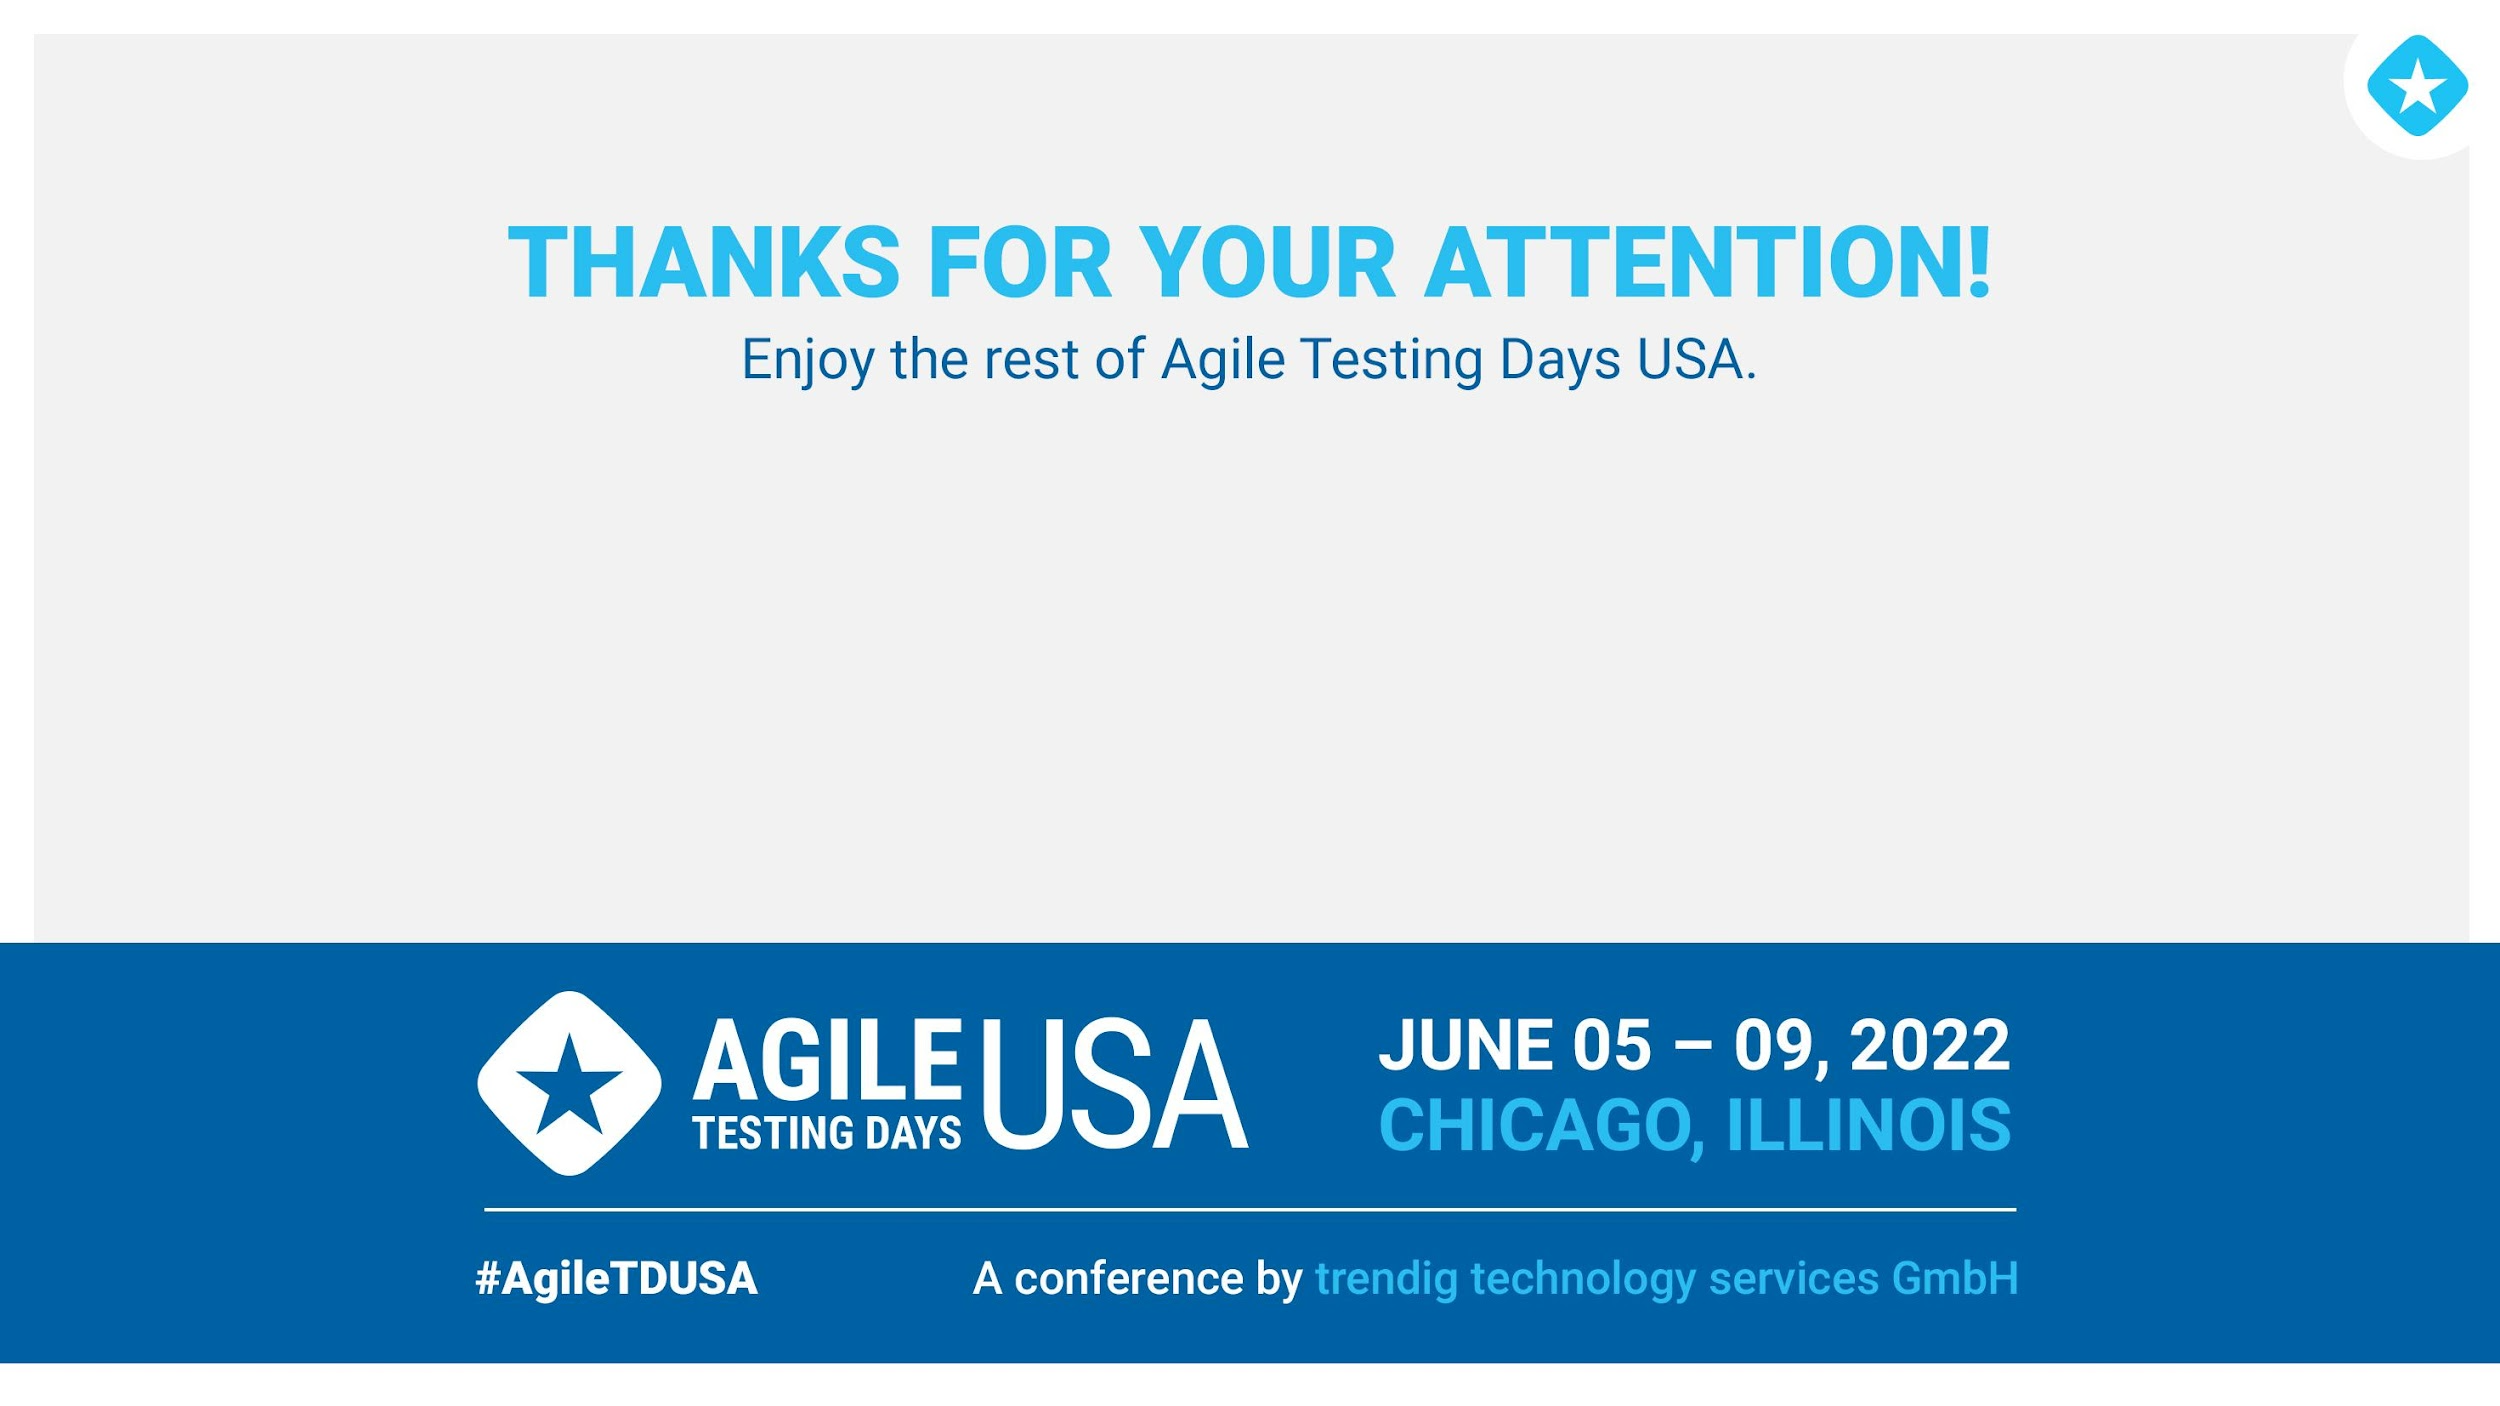 THANKS FOR YOUR ATTENTION!
Enjoy the rest of Agile Testing Days USA.
AGILE USA
TESTING DAYS
JUNE 05 – 09, 2022
CHICAGO, ILLINOIS
#AgileTDUSA
A conference by trendig technology services GmbH